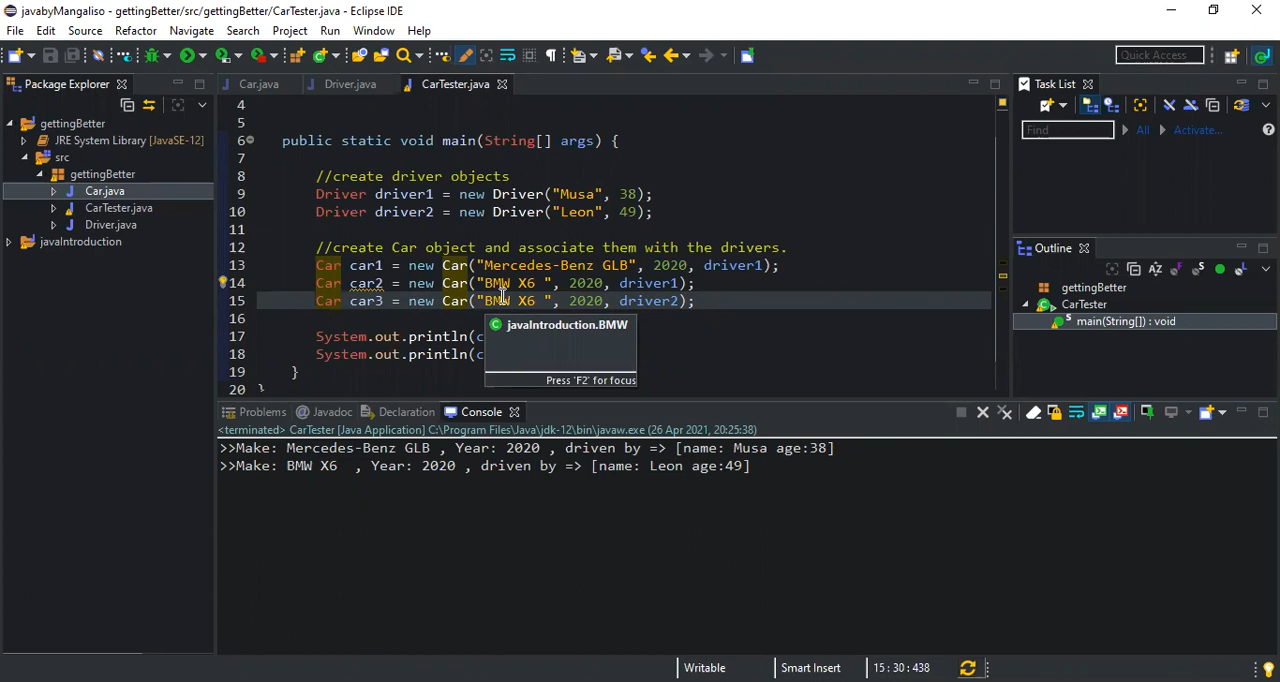 javabyMangaliso - gettingBetter/src/gettingBetter/CarTester.java - Eclipse IDE
File Edit Source Refactor Navigate Search Project Run Window Help
Quick Access
Package Explorer
gettingBetter
JRE System Library [JavaSE-12]
src
gettingBetter
Car.java
CarTester.java
Driver.java
javaIntroduction
Car.java Driver.java CarTester.java
4
5
6 public static void main(String[] args) {
7
8 //create driver objects
9 Driver driver1 = new Driver("Musa", 38);
10 Driver driver2 = new Driver("Leon", 49);
11
12 //create Car object and associate them with the drivers.
13 Car car1 = new Car("Mercedes-Benz GLB", 2020, driver1);
14 Car car2 = new Car("BMW X6 ", 2020, driver1);
15 Car car3 = new Car("BMW X6 ", 2020, driver2);
16
17 System.out.println(c
18 System.out.println(c
19 }
20 }
javaIntroduction.BMW
Press 'F2' for focus
Task List
Find All Activate...
Outline
gettingBetter
CarTester
main(String[]) : void
Problems Javadoc Declaration Console
<terminated> CarTester [Java Application] C:\Program Files\Java\jdk-12\bin\javaw.exe (26 Apr 2021, 20:25:38)
>>Make: Mercedes-Benz GLB , Year: 2020 , driven by => [name: Musa age:38]
>>Make: BMW X6  , Year: 2020 , driven by => [name: Leon age:49]
Writable Smart Insert 15:30:438